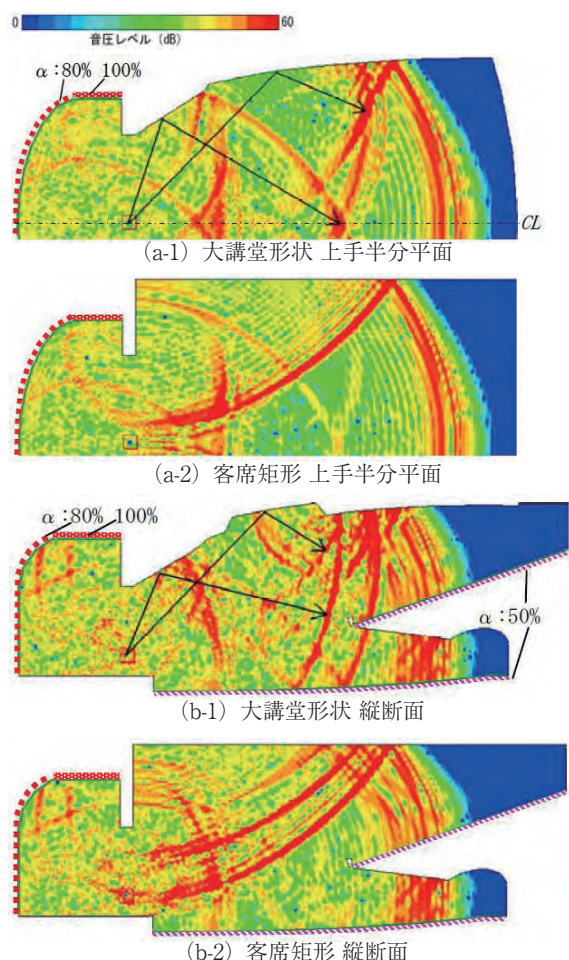 0 60
音圧レベル (dB)
α:80% 100%
CL
(a-1) 大講堂形状 上手半分平面
(a-2) 客席矩形 上手半分平面
α:80% 100%
α:50%
(b-1) 大講堂形状 縦断面
(b-2) 客席矩形 縦断面